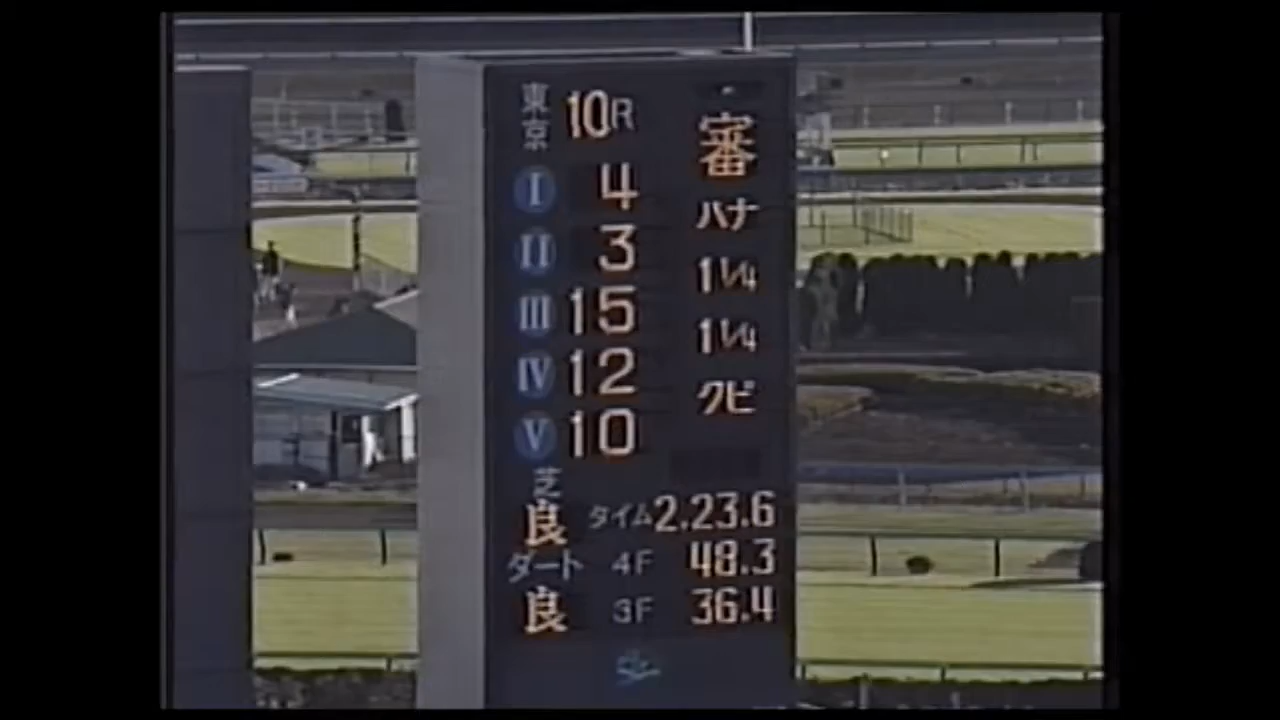 東京 10R 審
I 4
ハナ
II 3
1 1/4
III 15
1 1/4
IV 12
クビ
V 10
芝
良 タイム 2.23.6
ダート 4F 48.3
良 3F 36.4